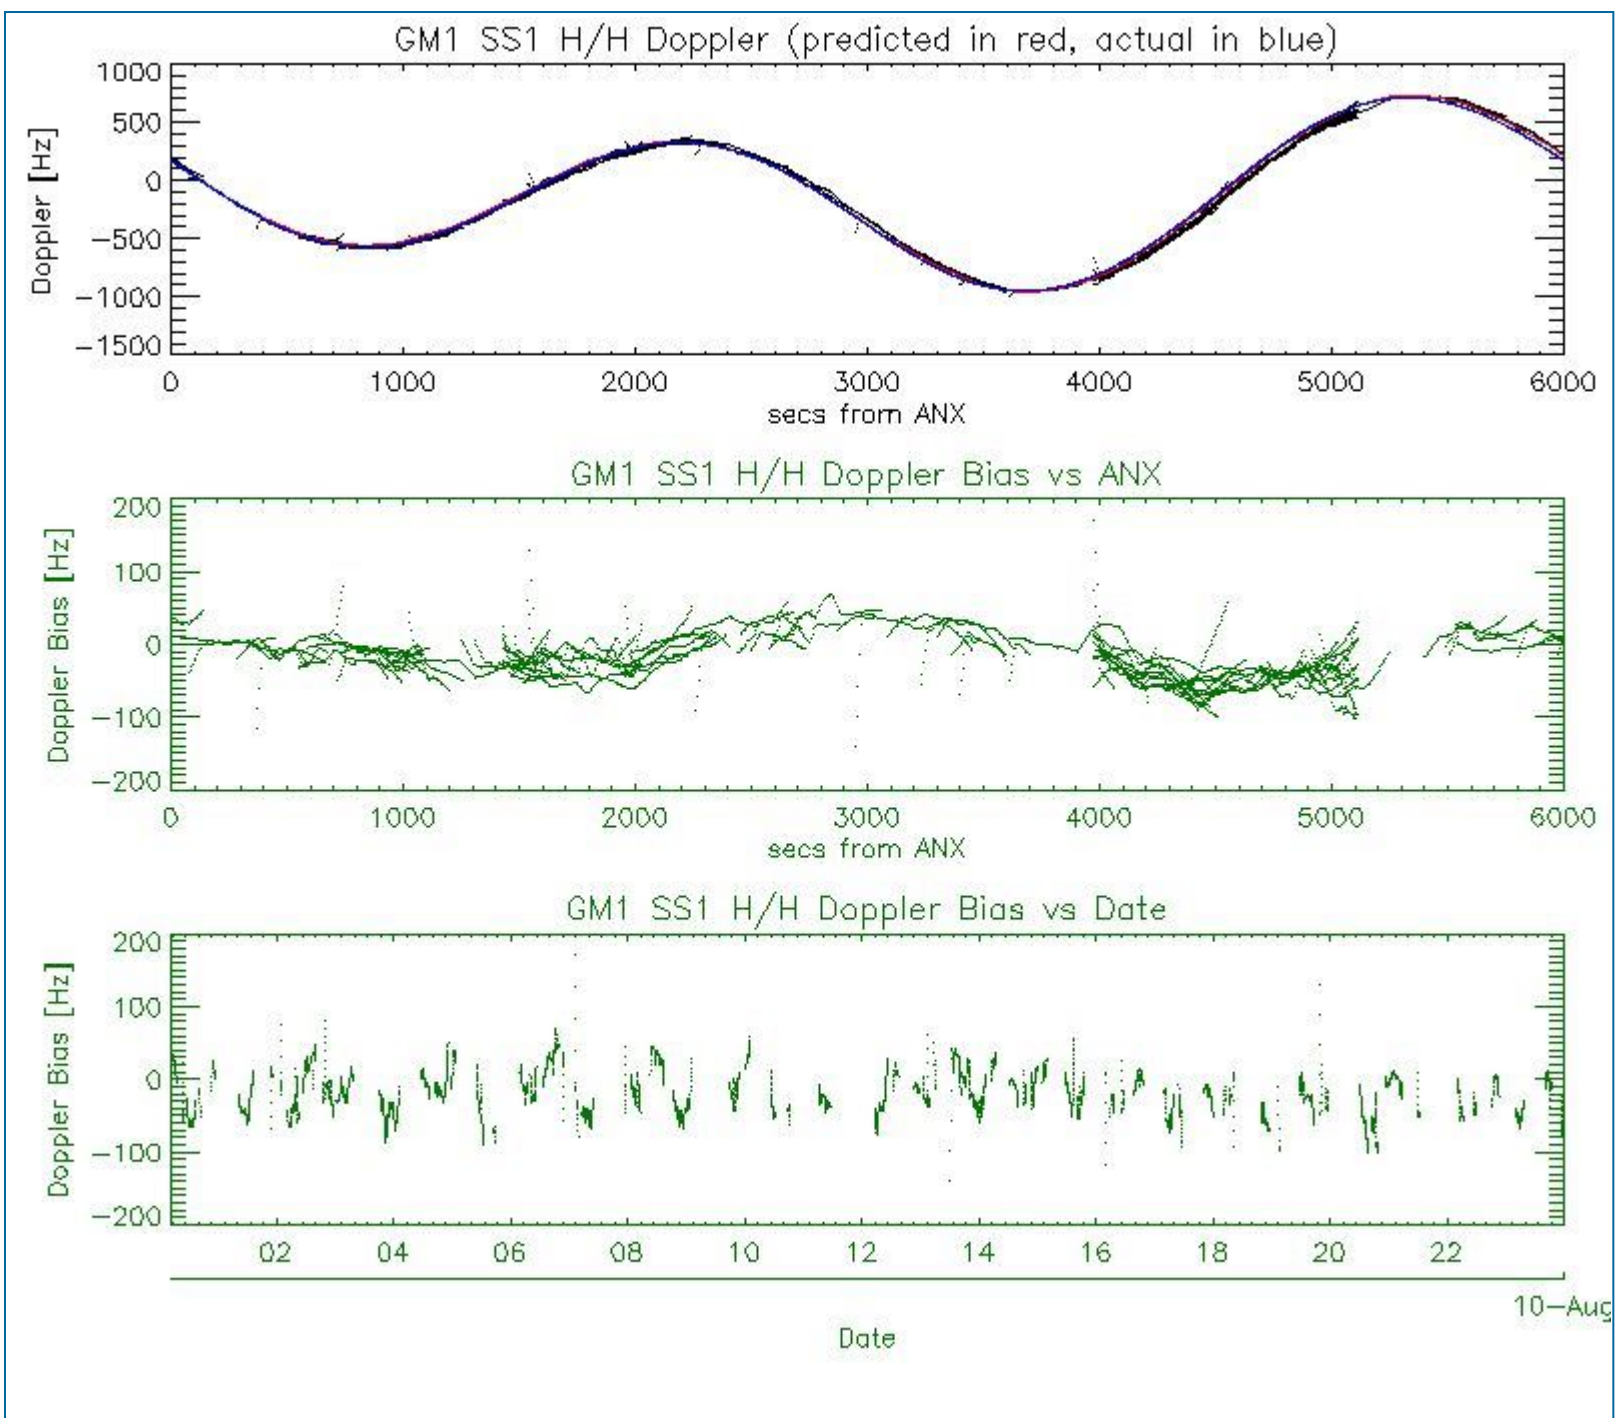 GM1 SS1 H/H Doppler (predicted in red, actual in blue)
1000
500
0
-500
-1000
-1500
Doppler [Hz]
0 1000 2000 3000 4000 5000 6000
secs from ANX
GM1 SS1 H/H Doppler Bias vs ANX
200
100
0
-100
-200
Doppler Bias [Hz]
0 1000 2000 3000 4000 5000 6000
secs from ANX
GM1 SS1 H/H Doppler Bias vs Date
200
100
0
-100
-200
Doppler Bias [Hz]
02 04 06 08 10 12 14 16 18 20 22
10-Aug
Date